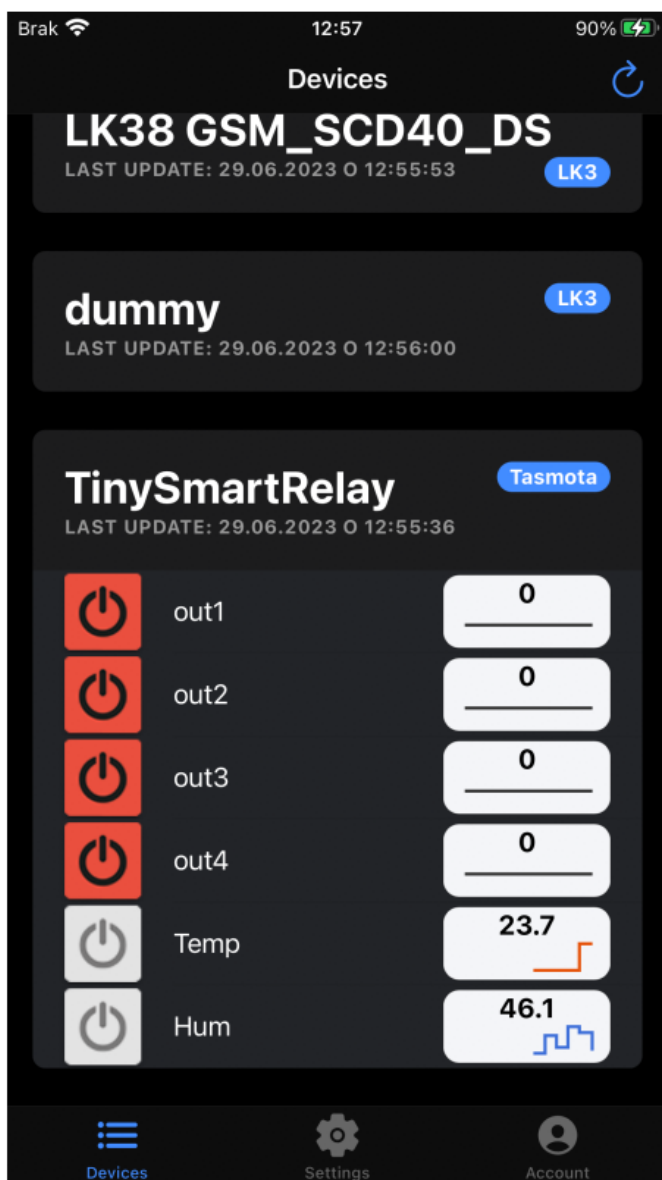 Brak 12:57 90%
Devices
LK38 GSM_SCD40_DS
LAST UPDATE: 29.06.2023 O 12:55:53 LK3
dummy LK3
LAST UPDATE: 29.06.2023 O 12:56:00
TinySmartRelay Tasmota
LAST UPDATE: 29.06.2023 O 12:55:36
out1 0
out2 0
out3 0
out4 0
Temp 23.7
Hum 46.1
Devices Settings Account